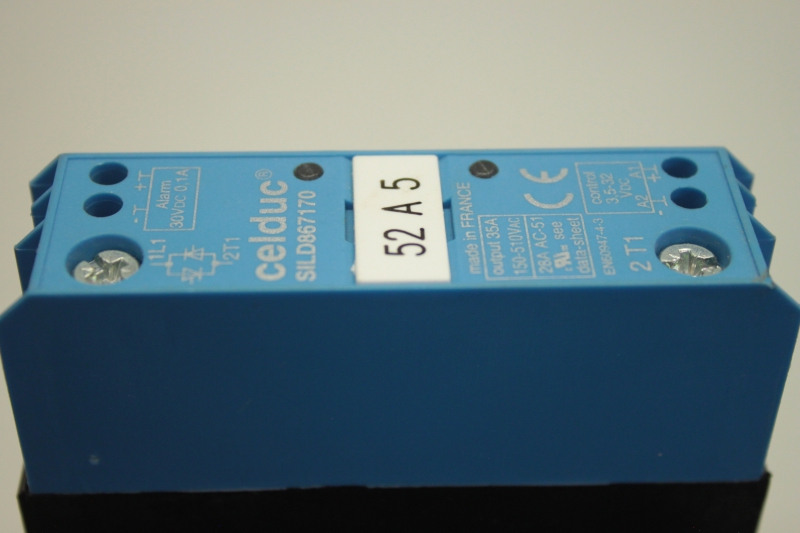 celduc®
SILD867170
Alarm
30VDC 0,1A
- +
1L1
2T1
52 A 5
made in FRANCE
output 35A
150-510VAC
28A AC-51
see
data-sheet
CE
EN60947-4-3
control
3.5-32
VDC
A2 A1
- +
2 T1